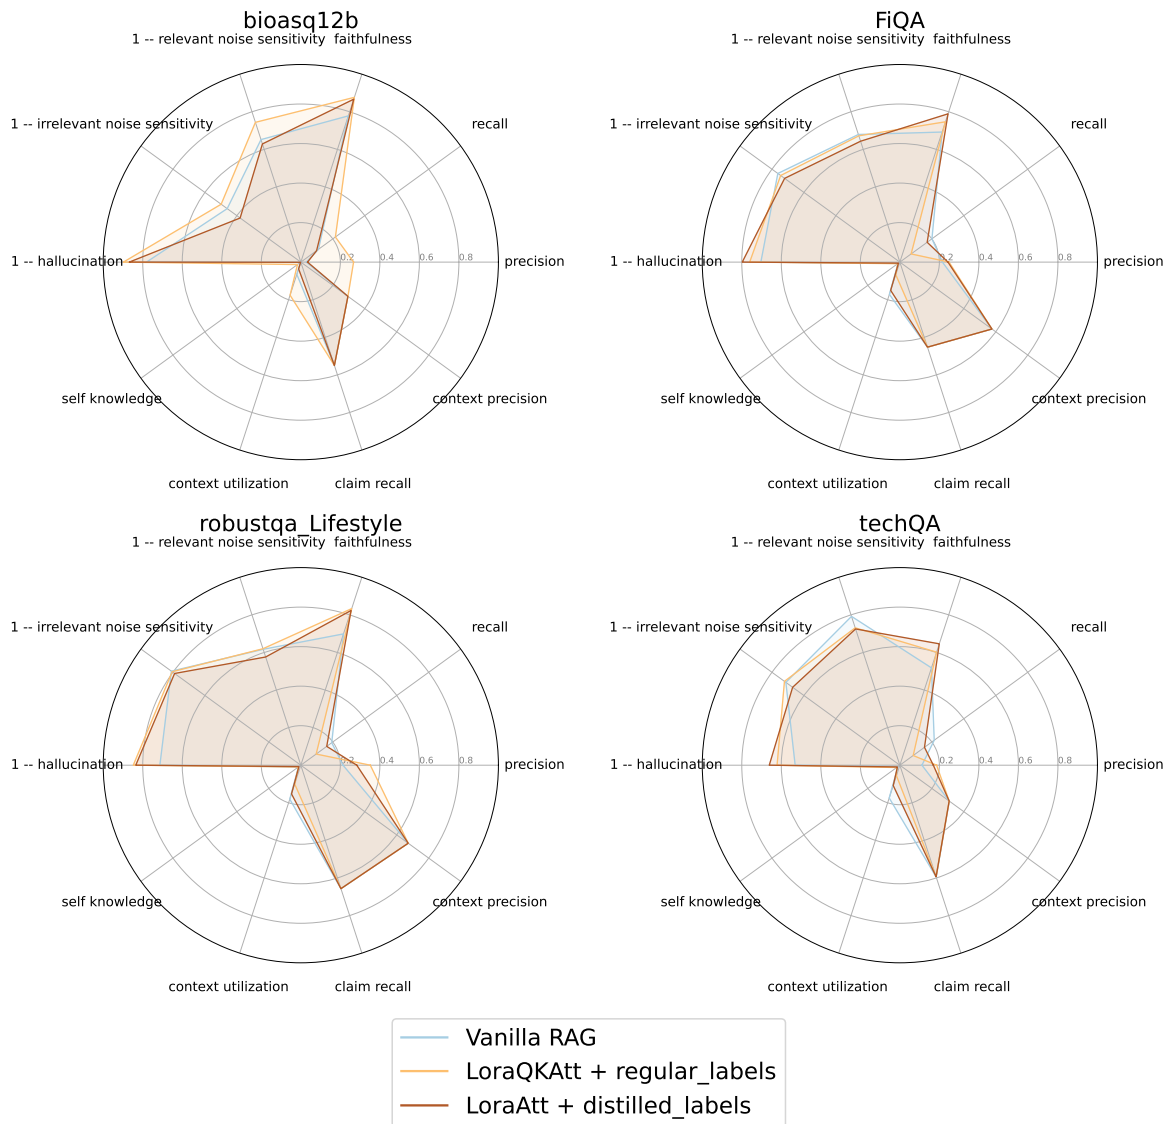 bioasq12b
1 -- relevant noise sensitivity faithfulness
1 -- irrelevant noise sensitivity
recall
1 -- hallucination
0.2 0.4 0.6 0.8
precision
self knowledge
context precision
context utilization
claim recall
FiQA
1 -- relevant noise sensitivity faithfulness
1 -- irrelevant noise sensitivity
recall
1 -- hallucination
0.2 0.4 0.6 0.8
precision
self knowledge
context precision
context utilization
claim recall
robustqa_Lifestyle
1 -- relevant noise sensitivity faithfulness
1 -- irrelevant noise sensitivity
recall
1 -- hallucination
0.2 0.4 0.6 0.8
precision
self knowledge
context precision
context utilization
claim recall
techQA
1 -- relevant noise sensitivity faithfulness
1 -- irrelevant noise sensitivity
recall
1 -- hallucination
0.2 0.4 0.6 0.8
precision
self knowledge
context precision
context utilization
claim recall
Vanilla RAG
LoraQKAtt + regular_labels
LoraAtt + distilled_labels